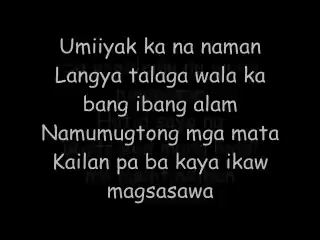 Umiiyak ka na naman
Langya talaga wala ka
bang ibang alam
Namumugtong mga mata
Kailan pa ba kaya ikaw
magsasawa